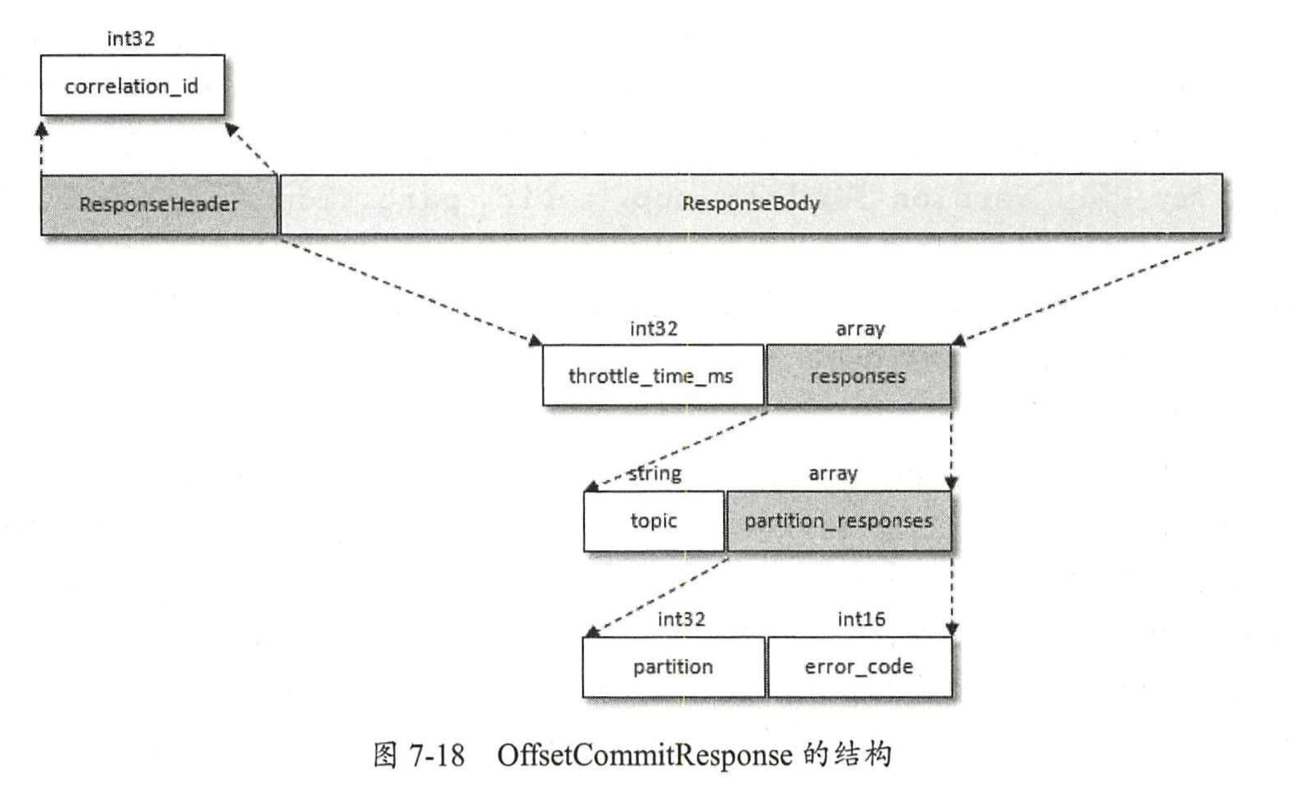 int32
correlation_id
ResponseHeader
ResponseBody
int32 array
throttle_time_ms responses
string array
topic partition_responses
int32 int16
partition error_code
图 7-18 OffsetCommitResponse 的结构